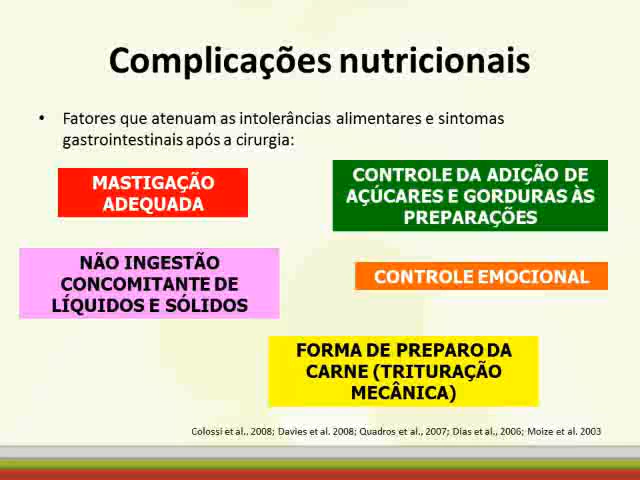 Complicações nutricionais
• Fatores que atenuam as intolerâncias alimentares e sintomas
gastrointestinais após a cirurgia:
MASTIGAÇÃO
ADEQUADA
CONTROLE DA ADIÇÃO DE
AÇÚCARES E GORDURAS ÀS
PREPARAÇÕES
NÃO INGESTÃO
CONCOMITANTE DE
LÍQUIDOS E SÓLIDOS
CONTROLE EMOCIONAL
FORMA DE PREPARO DA
CARNE (TRITURAÇÃO
MECÂNICA)
Colossi et al., 2008; Davies et al. 2008; Quadros et al., 2007; Dias et al., 2006; Moize et al. 2003